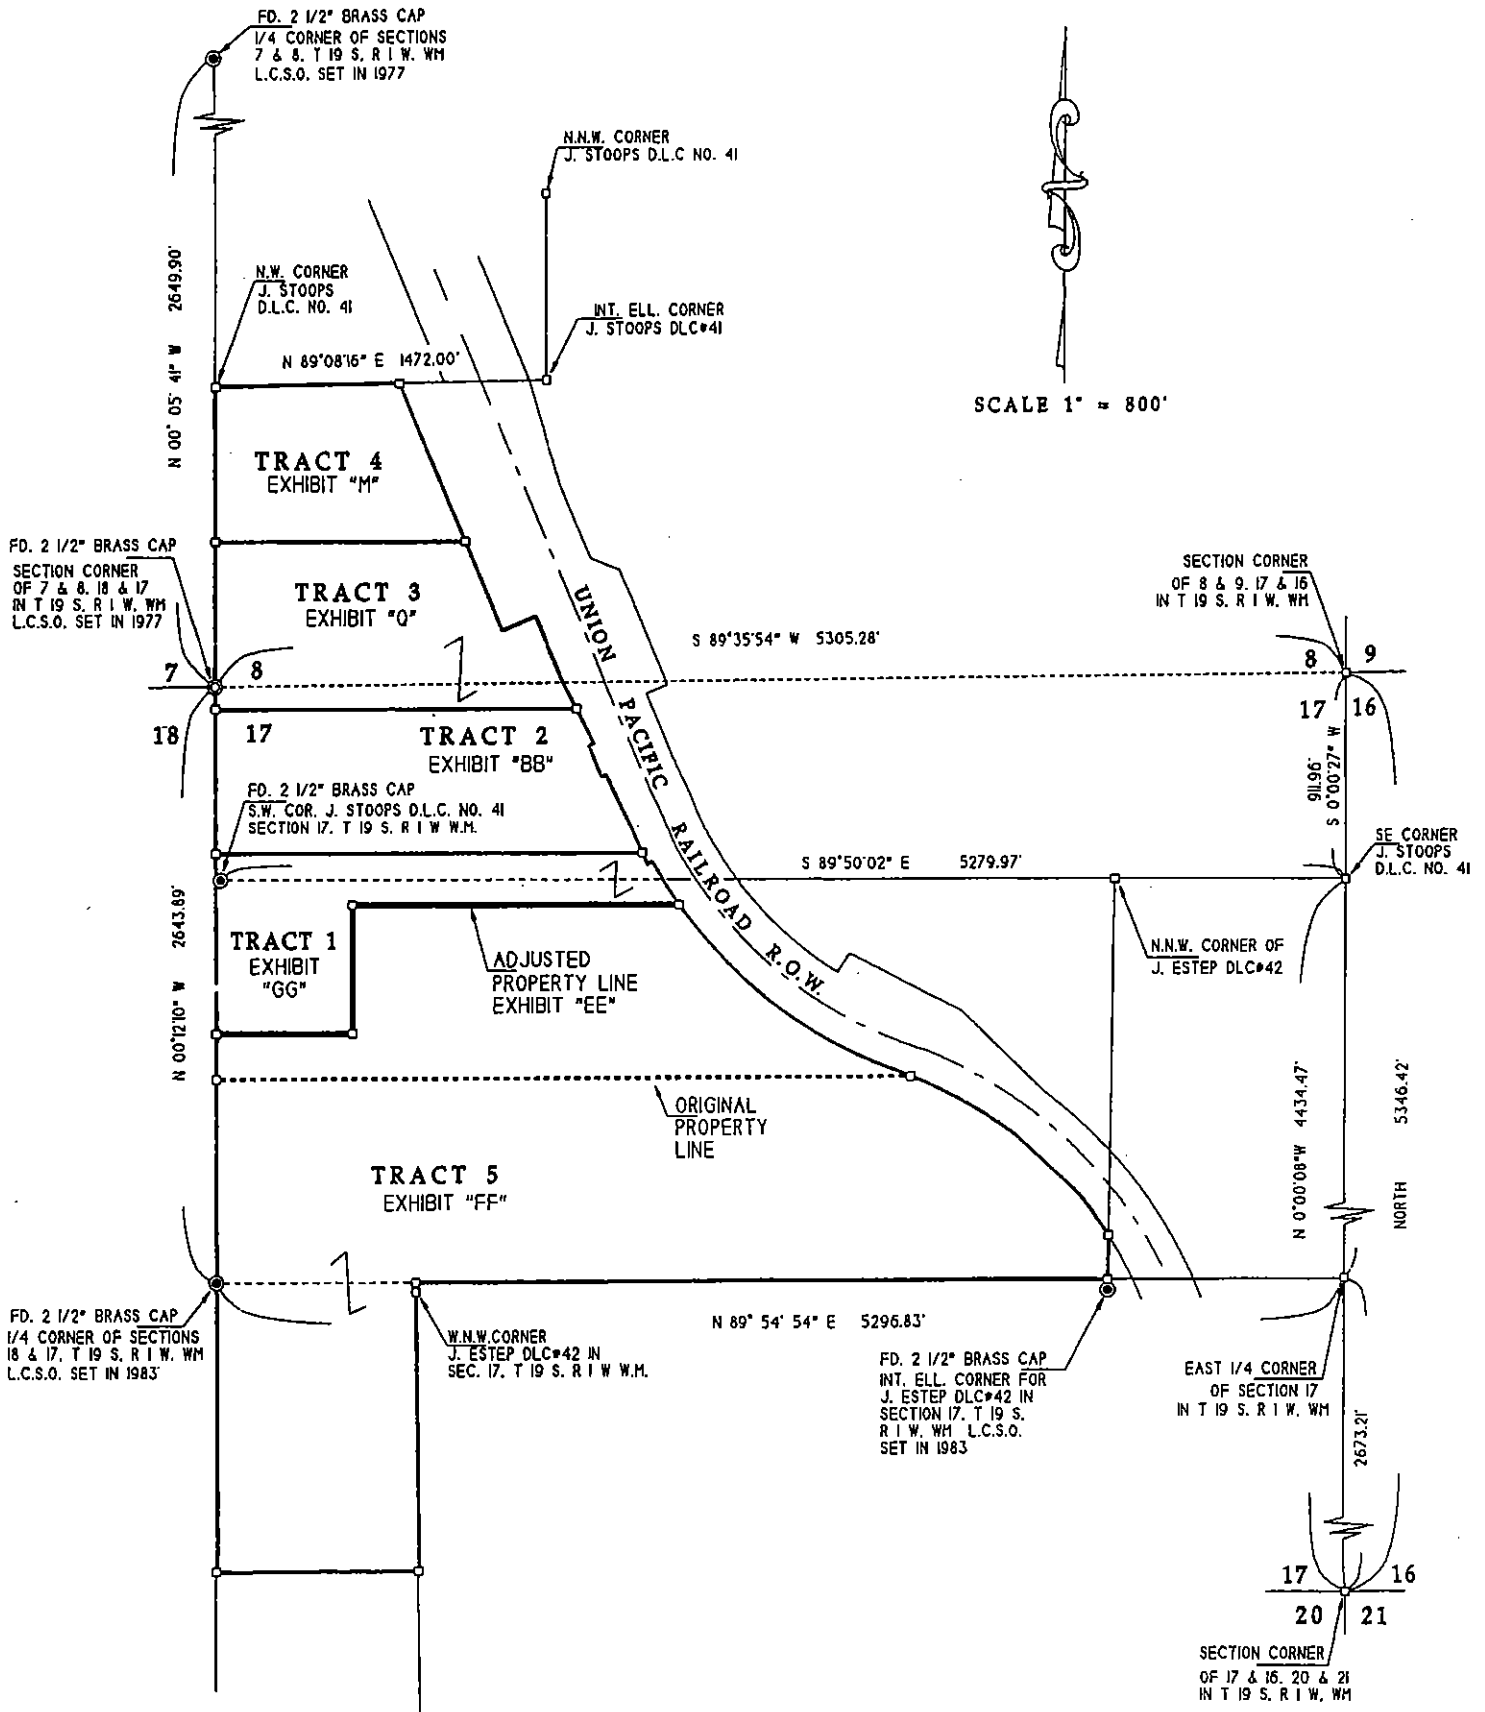 FD. 2 1/2" BRASS CAP
1/4 CORNER OF SECTIONS
7 & 8, T 19 S, R 1 W, WM
L.C.S.O. SET IN 1977
N.N.W. CORNER
J. STOOPS D.L.C NO. 41
N 00° 05' 41" W 2649.90'
N.W. CORNER
J. STOOPS
D.L.C. NO. 41
INT. ELL. CORNER
J. STOOPS DLC#41
N 89°08'16" E 1472.00'
SCALE 1" = 800'
TRACT 4
EXHIBIT "M"
FD. 2 1/2" BRASS CAP
SECTION CORNER
OF 7 & 8, 18 & 17
IN T 19 S, R 1 W, WM
L.C.S.O. SET IN 1977
TRACT 3
EXHIBIT "Q"
SECTION CORNER
OF 8 & 9, 17 & 16
IN T 19 S, R 1 W, WM
UNION PACIFIC RAILROAD R.O.W.
S 89°35'54" W 5305.28'
7 8
8 9
18 17
17 16
TRACT 2
EXHIBIT "BB"
S 0°00'27" W
911.96'
FD. 2 1/2" BRASS CAP
S.W. COR. J. STOOPS D.L.C. NO. 41
SECTION 17, T 19 S, R 1 W W.M.
SE CORNER
J. STOOPS
D.L.C. NO. 41
S 89°50'02" E 5279.97'
N 00°12'10" W 2643.89'
TRACT 1
EXHIBIT
"GG"
ADJUSTED
PROPERTY LINE
EXHIBIT "EE"
N.N.W. CORNER OF
J. ESTEP DLC#42
ORIGINAL
PROPERTY
LINE
N 0°00'08" W 4434.47'
NORTH 5346.42'
TRACT 5
EXHIBIT "FF"
FD. 2 1/2" BRASS CAP
1/4 CORNER OF SECTIONS
18 & 17, T 19 S, R 1 W, WM
L.C.S.O. SET IN 1983
W.N.W. CORNER
J. ESTEP DLC#42 IN
SEC. 17, T 19 S, R 1 W W.M.
N 89° 54' 54" E 5296.83'
FD. 2 1/2" BRASS CAP
INT. ELL. CORNER FOR
J. ESTEP DLC#42 IN
SECTION 17, T 19 S,
R 1 W, WM L.C.S.O.
SET IN 1983
EAST 1/4 CORNER
OF SECTION 17
IN T 19 S, R 1 W, WM
2673.21'
17 16
20 21
SECTION CORNER
OF 17 & 16, 20 & 21
IN T 19 S, R 1 W, WM